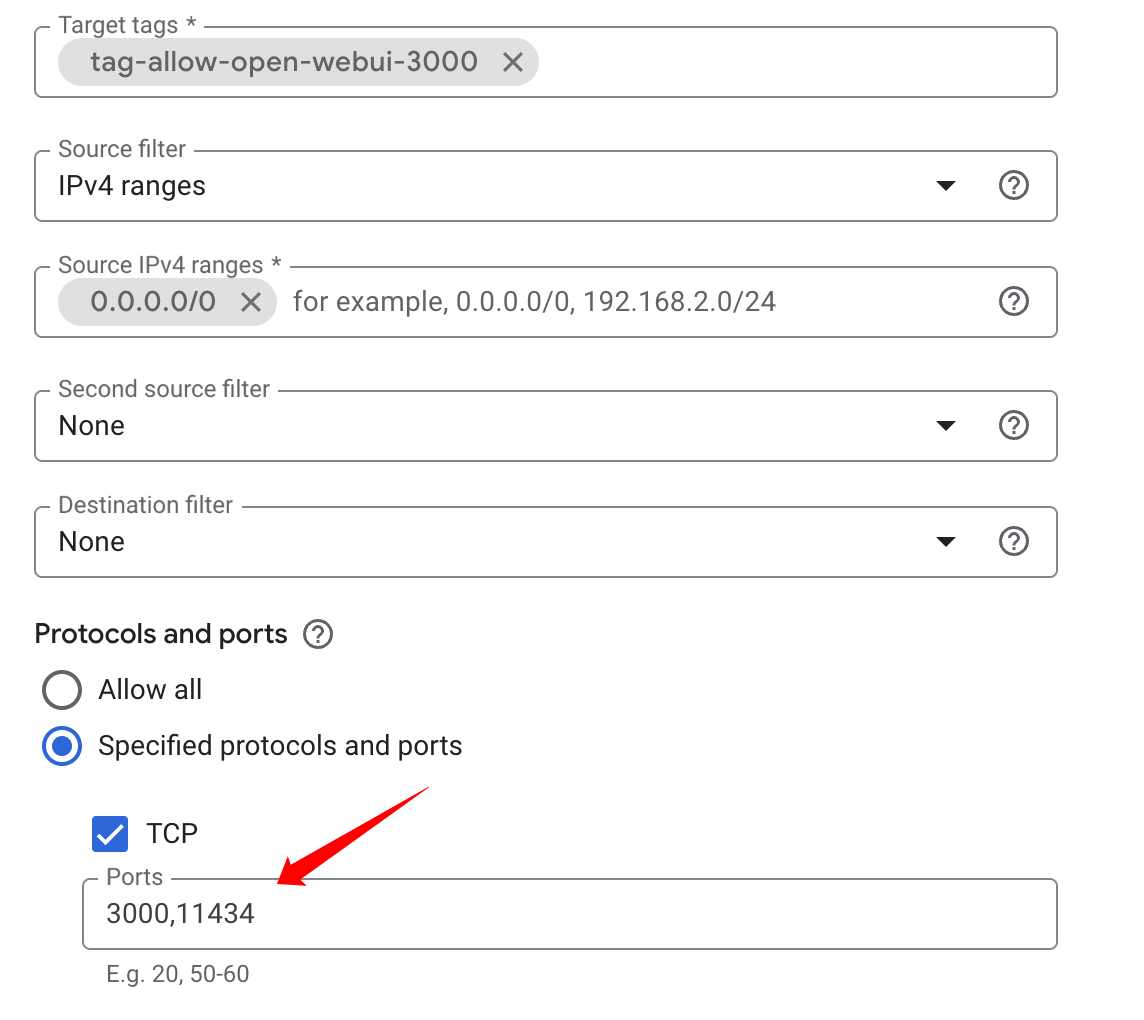 Target tags *
tag-allow-open-webui-3000
Source filter
IPv4 ranges
Source IPv4 ranges *
0.0.0.0/0 for example, 0.0.0.0/0, 192.168.2.0/24
Second source filter
None
Destination filter
None
Protocols and ports
Allow all
Specified protocols and ports
TCP
Ports
3000,11434
E.g. 20, 50-60